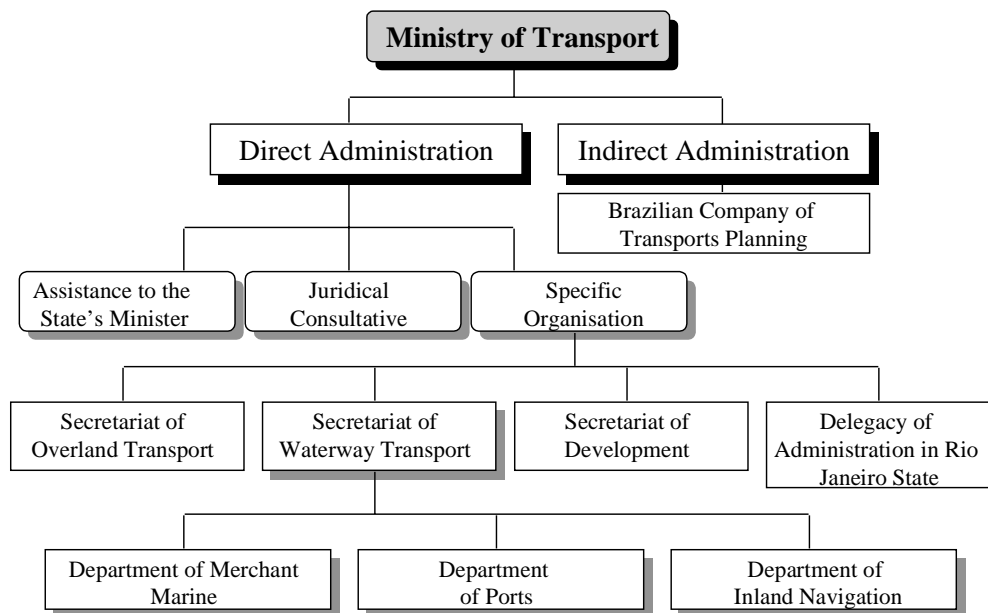 Ministry of Transport
Direct Administration
Indirect Administration
Brazilian Company of
Transports Planning
Assistance to the
State's Minister
Juridical
Consultative
Specific
Organisation
Secretariat of
Overland Transport
Secretariat of
Waterway Transport
Secretariat of
Development
Delegacy of
Administration in Rio
Janeiro State
Department of Merchant
Marine
Department
of Ports
Department of
Inland Navigation